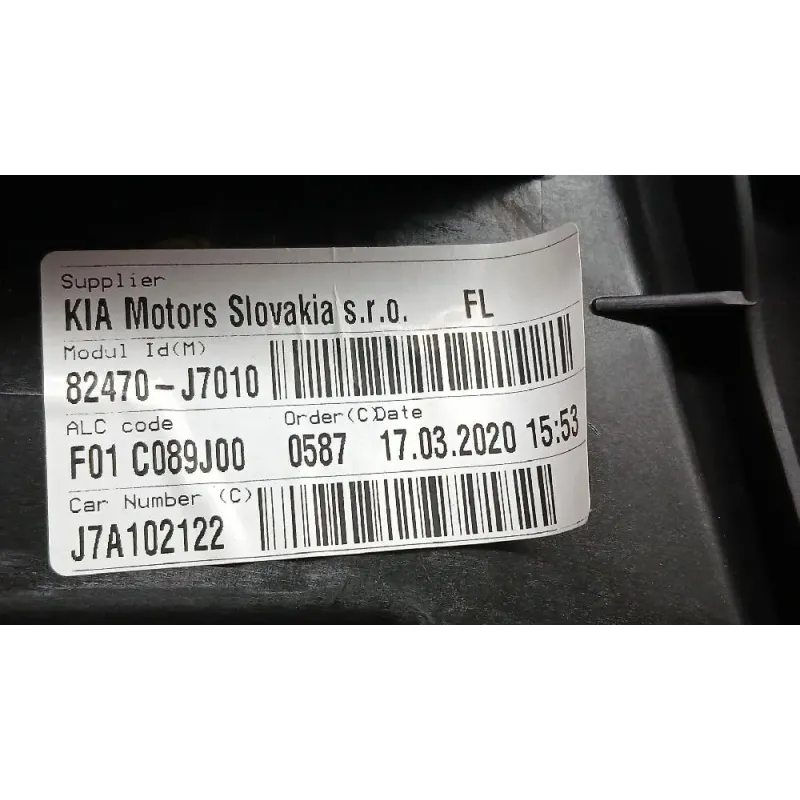 Supplier
KIA Motors Slovakia s.r.o. FL
Modul Id(M)
82470-J7010
ALC code Order(C)Date
F01 C089J00 0587 17.03.2020 15:53
Car Number (C)
J7A102122